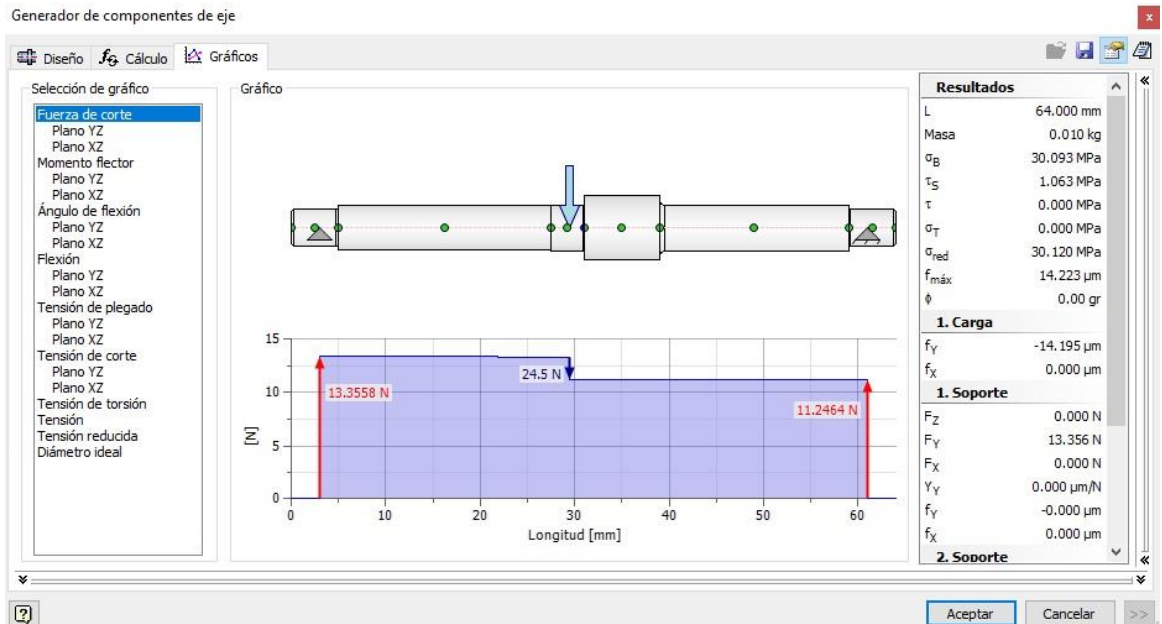 Generador de componentes de eje
x
Diseño
Cálculo
Gráficos
Selección de gráfico
Fuerza de corte
Plano YZ
Plano XZ
Momento flector
Plano YZ
Plano XZ
Ángulo de flexión
Plano YZ
Plano XZ
Flexión
Plano YZ
Plano XZ
Tensión de plegado
Plano YZ
Plano XZ
Tensión de corte
Plano YZ
Plano XZ
Tensión de torsión
Tensión
Tensión reducida
Diámetro ideal
Gráfico
15
10
5
0
[N]
13.3558 N
24.5 N
11.2464 N
0 10 20 30 40 50 60
Longitud [mm]
Resultados
L 64.000 mm
Masa 0.010 kg
σB 30.093 MPa
τS 1.063 MPa
τ 0.000 MPa
σT 0.000 MPa
σred 30.120 MPa
fmáx 14.223 μm
ϕ 0.00 gr
1. Carga
fY -14.195 μm
fX 0.000 μm
1. Soporte
FZ 0.000 N
FY 13.356 N
FX 0.000 N
YY 0.000 μm/N
fY -0.000 μm
fX 0.000 μm
2. Soporte
?
Aceptar
Cancelar
>>